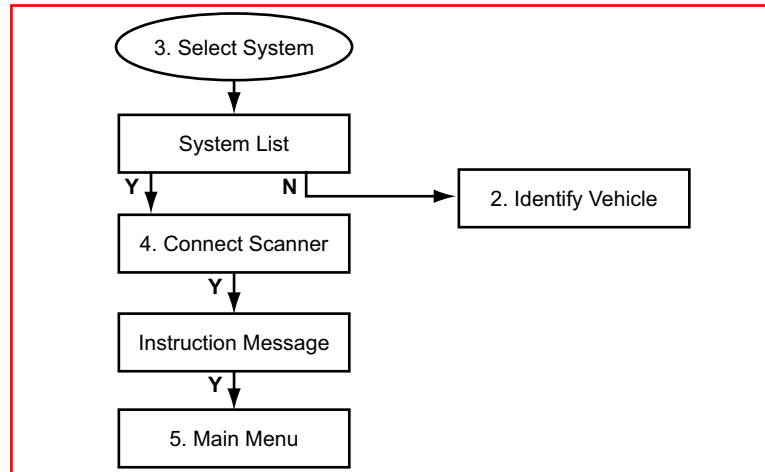 3. Select System
System List
Y
N
2. Identify Vehicle
4. Connect Scanner
Y
Instruction Message
Y
5. Main Menu